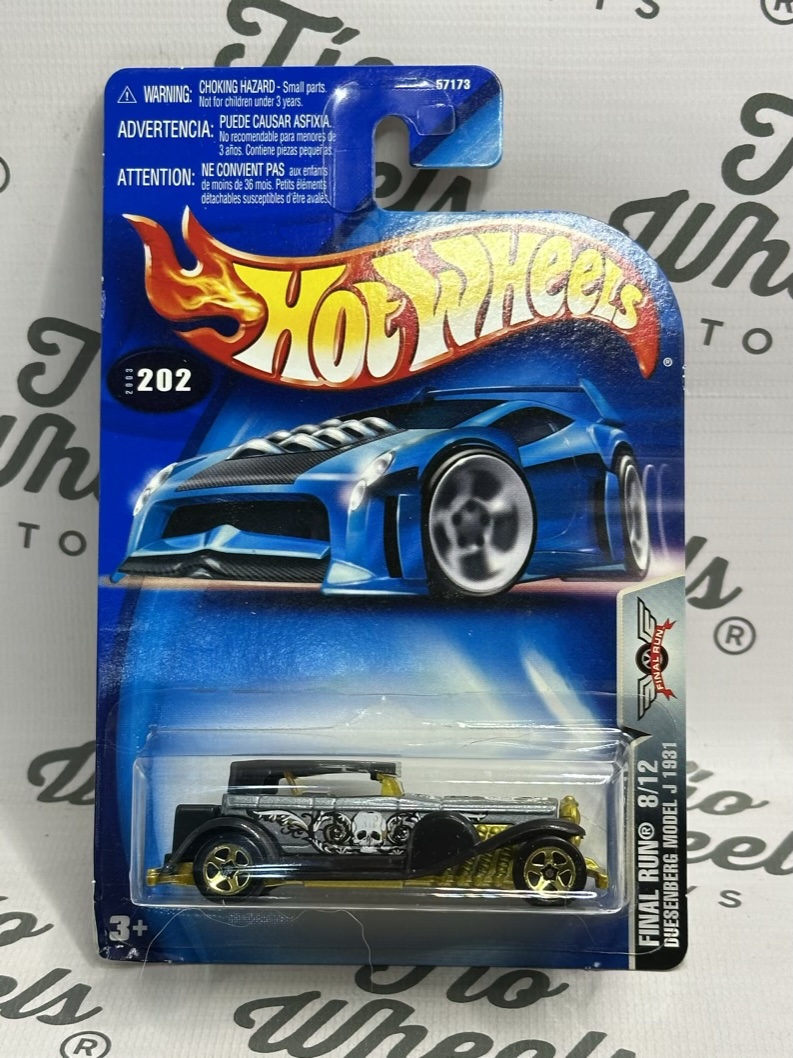 57173
WARNING: CHOKING HAZARD - Small parts.
Not for children under 3 years.
ADVERTENCIA: PUEDE CAUSAR ASFIXIA.
No recomendable para menores de
3 años. Contiene piezas pequeñas.
ATTENTION: NE CONVIENT PAS aux enfants
de moins de 36 mois. Petits éléments
détachables susceptibles d'être avalés.
HOT WHEELS
®
2003
202
FINAL RUN
FINAL RUN® 8/12
DUESENBERG MODEL J 1931
3+
Tío
Wheels
®